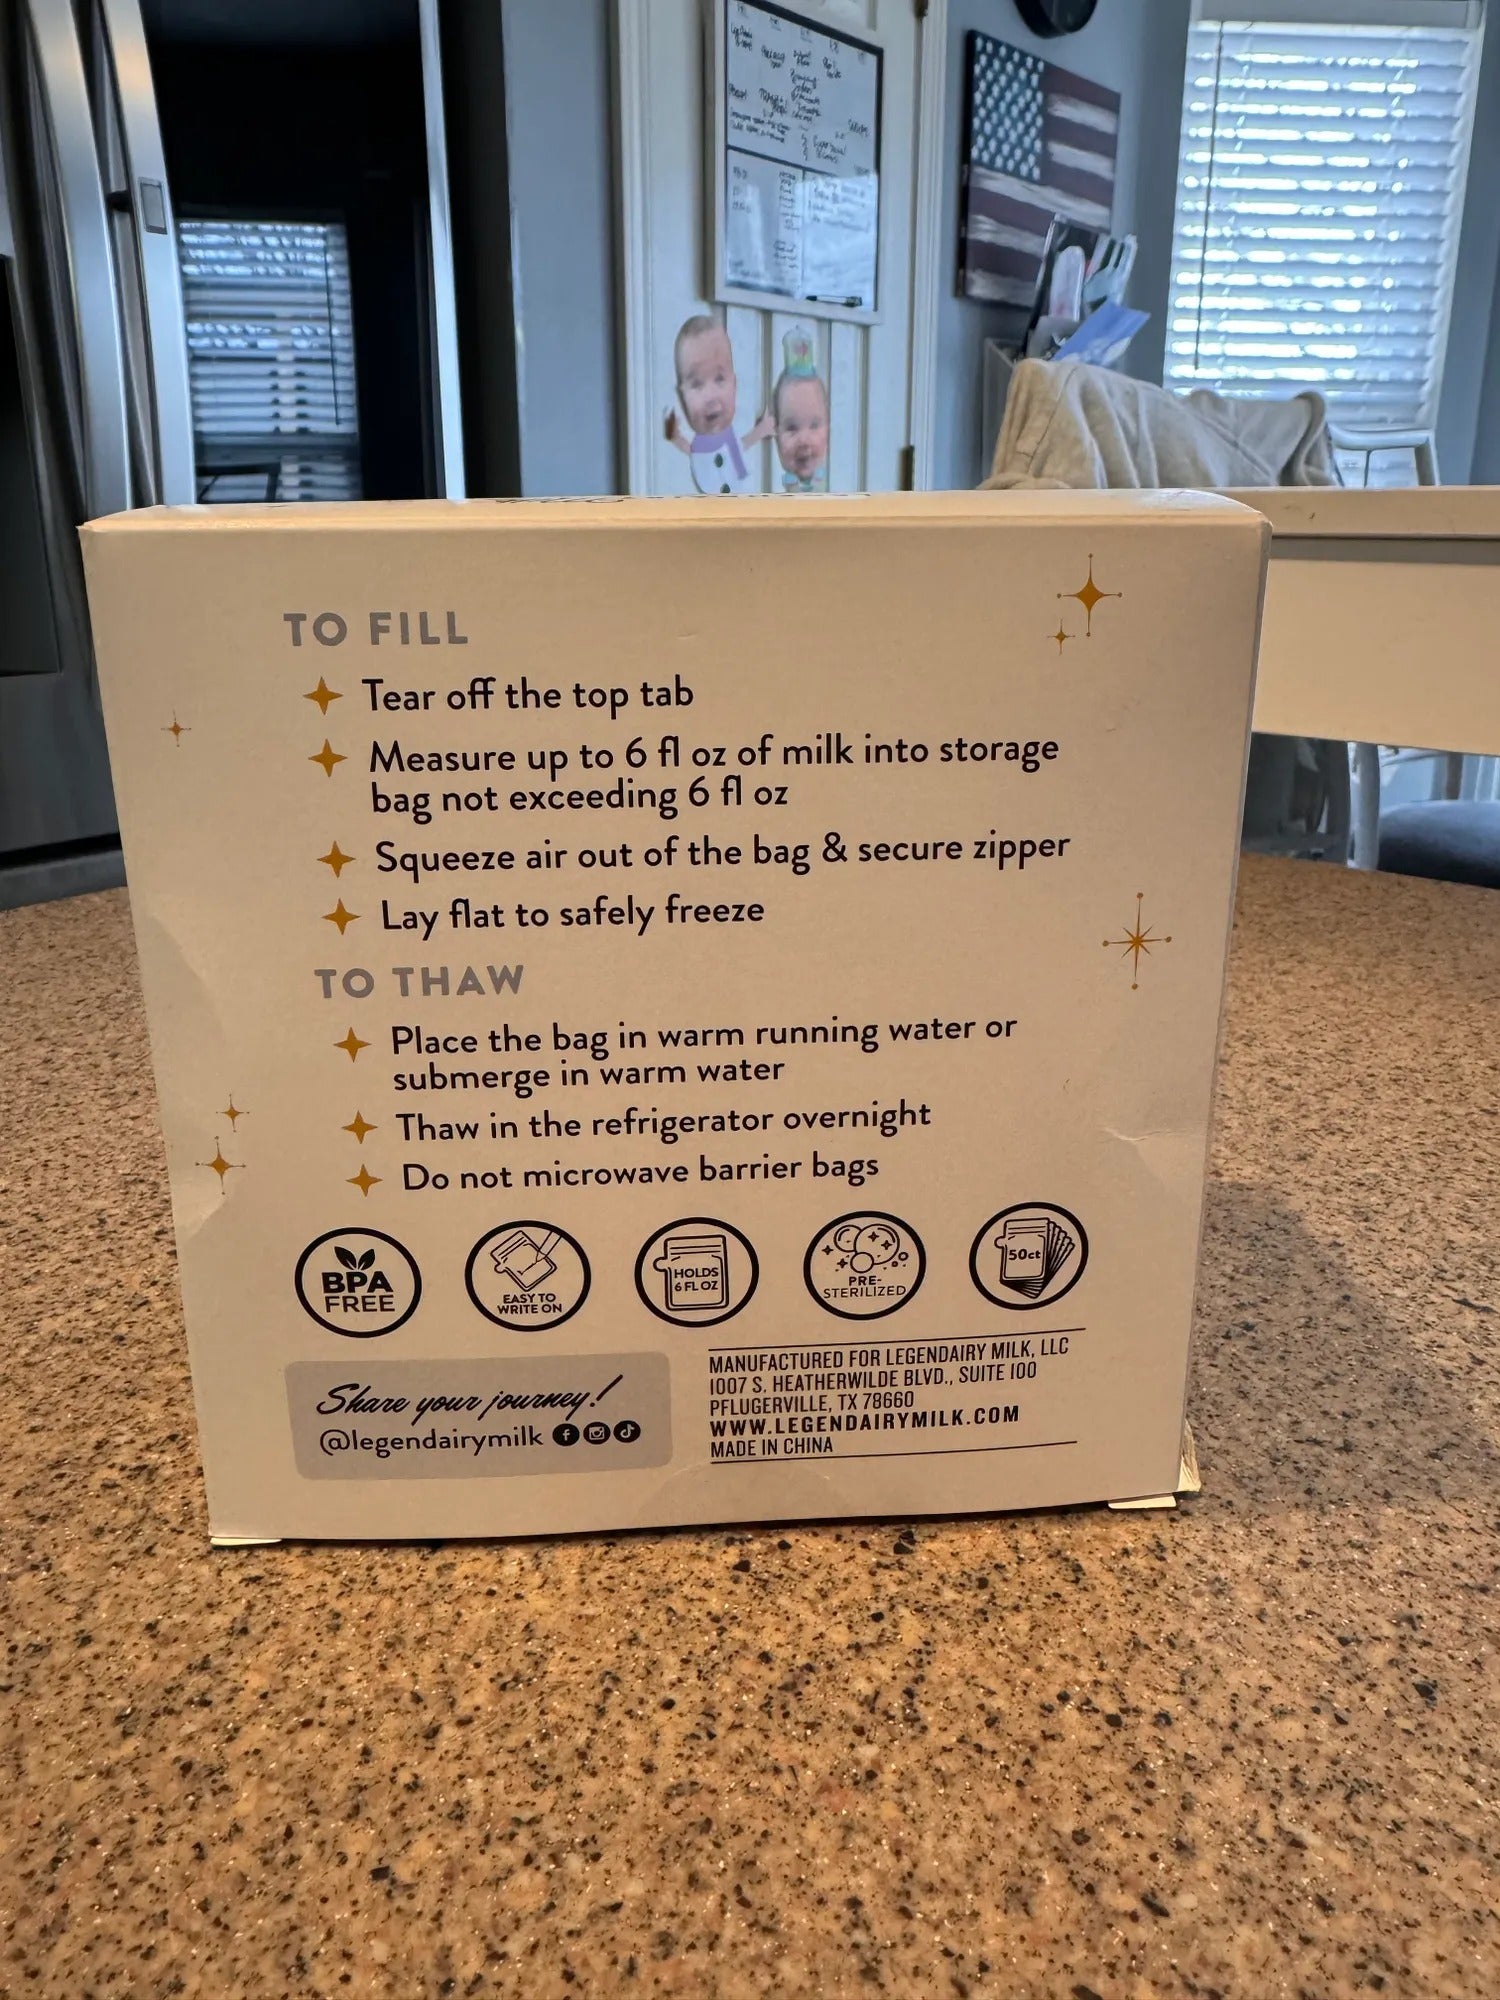 TO FILL
Tear off the top tab
Measure up to 6 fl oz of milk into storage
bag not exceeding 6 fl oz
Squeeze air out of the bag & secure zipper
Lay flat to safely freeze
TO THAW
Place the bag in warm running water or
submerge in warm water
Thaw in the refrigerator overnight
Do not microwave barrier bags
BPA
FREE
EASY TO
WRITE ON
HOLDS
6 FL OZ
PRE-
STERILIZED
50ct
Share your journey!
@legendairymilk
MANUFACTURED FOR LEGENDAIRY MILK, LLC
1007 S. HEATHERWILDE BLVD., SUITE 100
PFLUGERVILLE, TX 78660
WWW.LEGENDAIRYMILK.COM
MADE IN CHINA